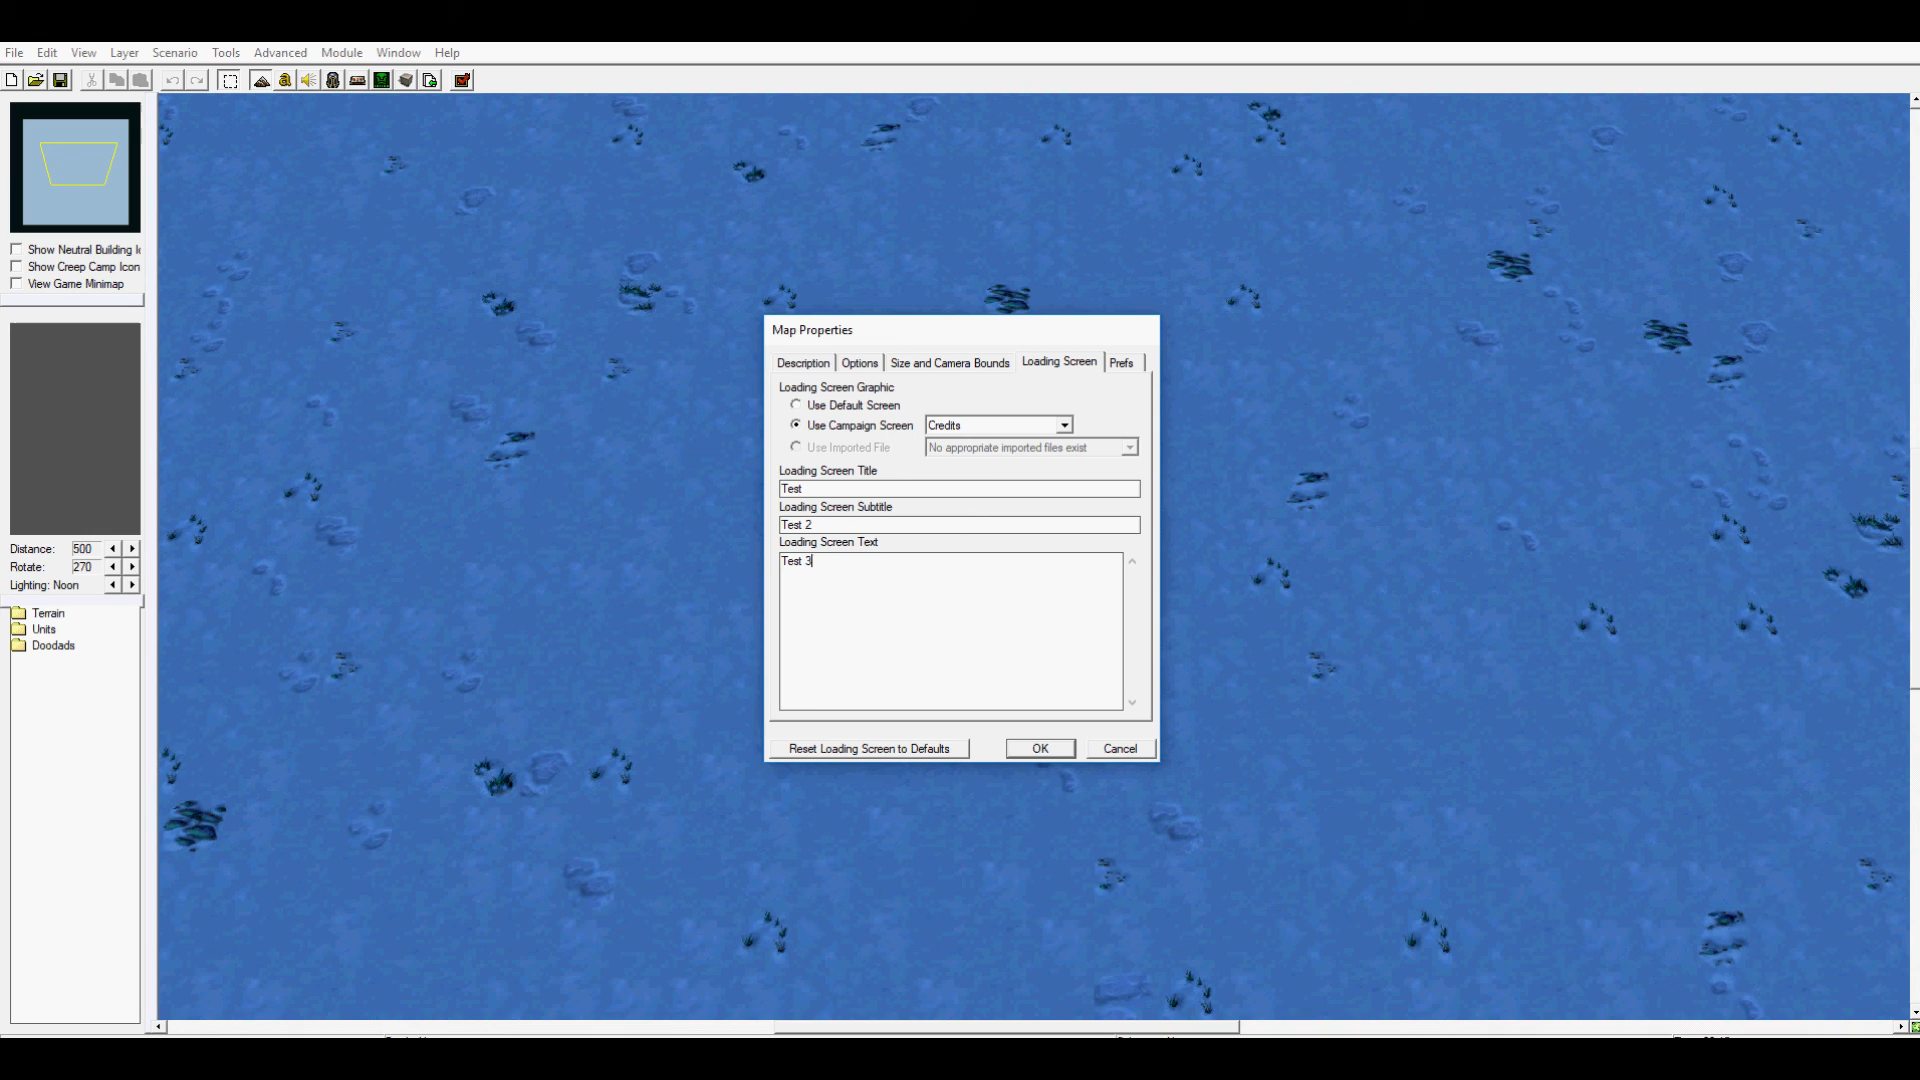 File Edit View Layer Scenario Tools Advanced Module Window Help
Show Neutral Building I
Show Creep Camp Icon
View Game Minimap
Distance: 500
Rotate: 270
Lighting: Noon
Terrain
Units
Doodads
Map Properties
Description Options Size and Camera Bounds Loading Screen Prefs
Loading Screen Graphic
Use Default Screen
Use Campaign Screen Credits
Use Imported File No appropriate imported files exist
Loading Screen Title
Test
Loading Screen Subtitle
Test 2
Loading Screen Text
Test 3
Reset Loading Screen to Defaults OK Cancel